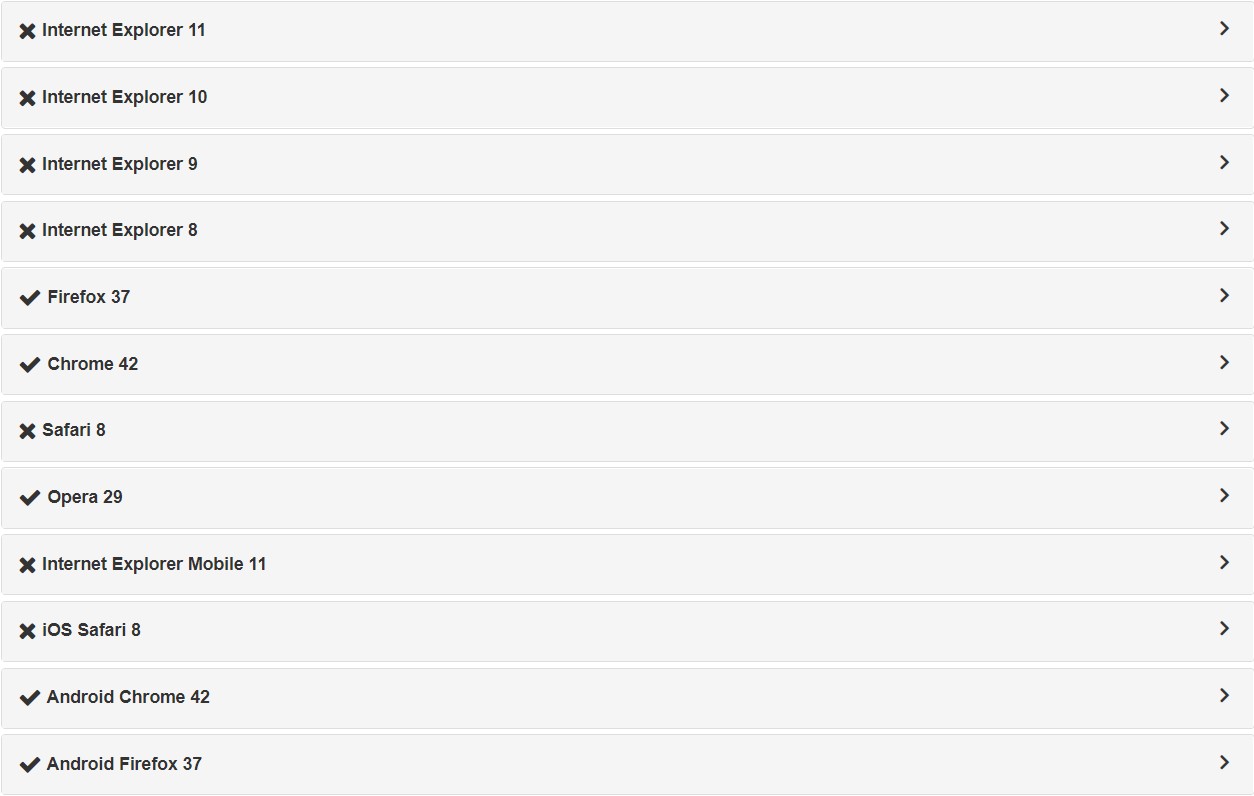 Internet Explorer 11
Internet Explorer 10
Internet Explorer 9
Internet Explorer 8
Firefox 37
Chrome 42
Safari 8
Opera 29
Internet Explorer Mobile 11
iOS Safari 8
Android Chrome 42
Android Firefox 37